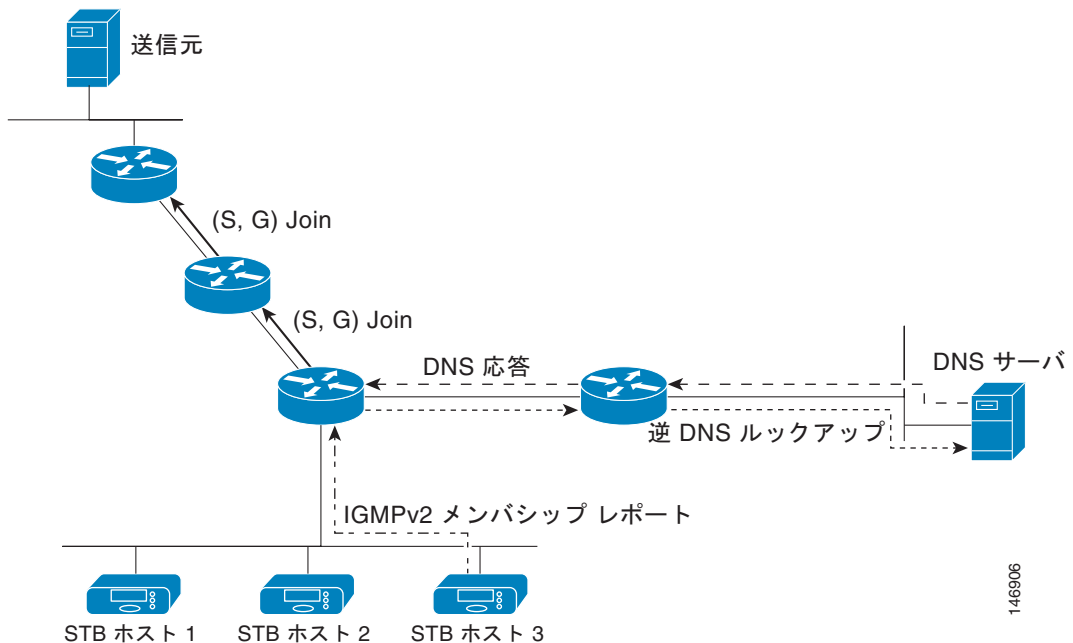 送信元
(S, G) Join
(S, G) Join
DNS 応答
DNS サーバ
逆 DNS ルックアップ
IGMPv2 メンバシップ レポート
STB ホスト 1
STB ホスト 2
STB ホスト 3
146906